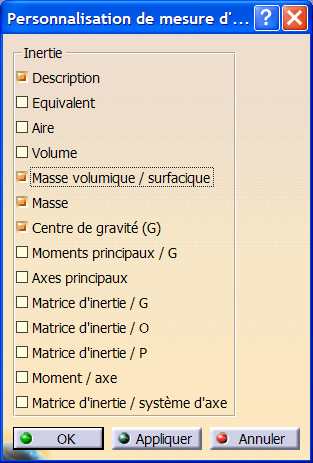 Personnalisation de mesure d'...
Inertie
Description
Equivalent
Aire
Volume
Masse volumique / surfacique
Masse
Centre de gravité (G)
Moments principaux / G
Axes principaux
Matrice d'inertie / G
Matrice d'inertie / O
Matrice d'inertie / P
Moment / axe
Matrice d'inertie / système d'axe
OK Appliquer Annuler